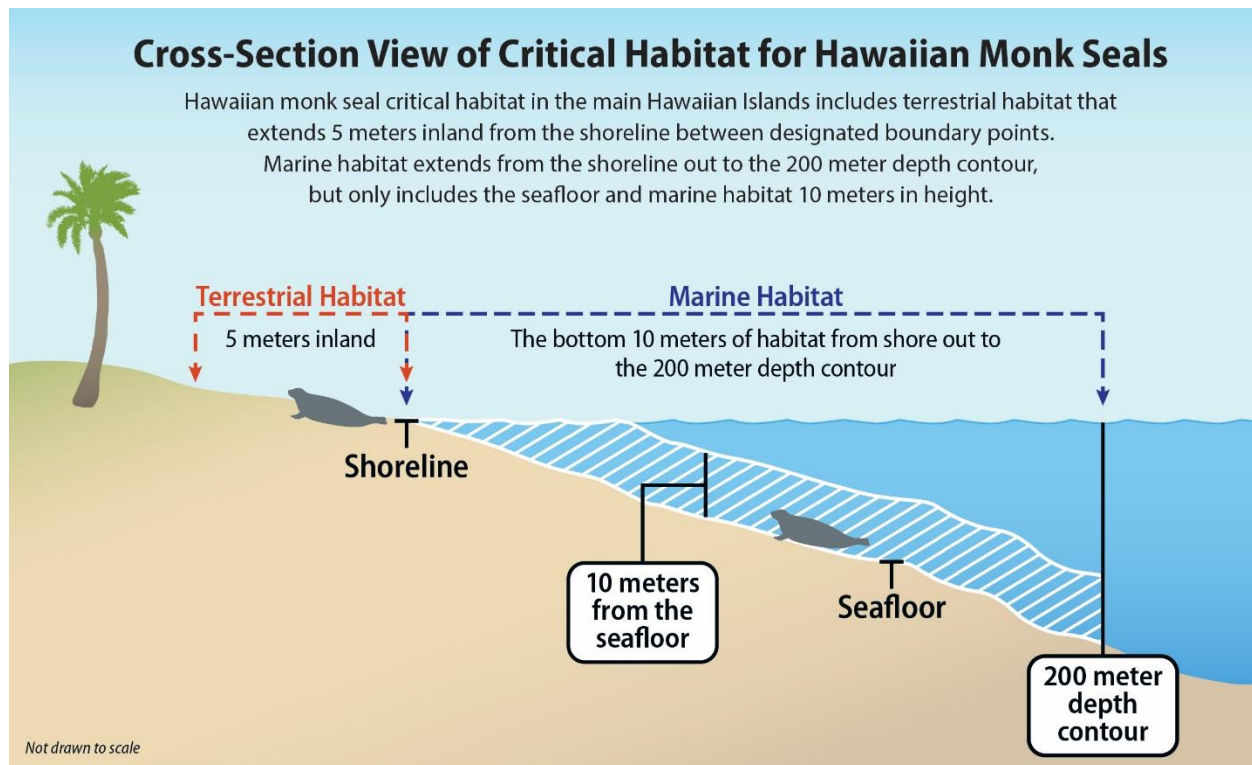 Cross-Section View of Critical Habitat for Hawaiian Monk Seals
Hawaiian monk seal critical habitat in the main Hawaiian Islands includes terrestrial habitat that
extends 5 meters inland from the shoreline between designated boundary points.
Marine habitat extends from the shoreline out to the 200 meter depth contour,
but only includes the seafloor and marine habitat 10 meters in height.
Terrestrial Habitat
5 meters inland
Marine Habitat
The bottom 10 meters of habitat from shore out to
the 200 meter depth contour
Shoreline
10 meters
from the
seafloor
Seafloor
200 meter
depth
contour
Not drawn to scale